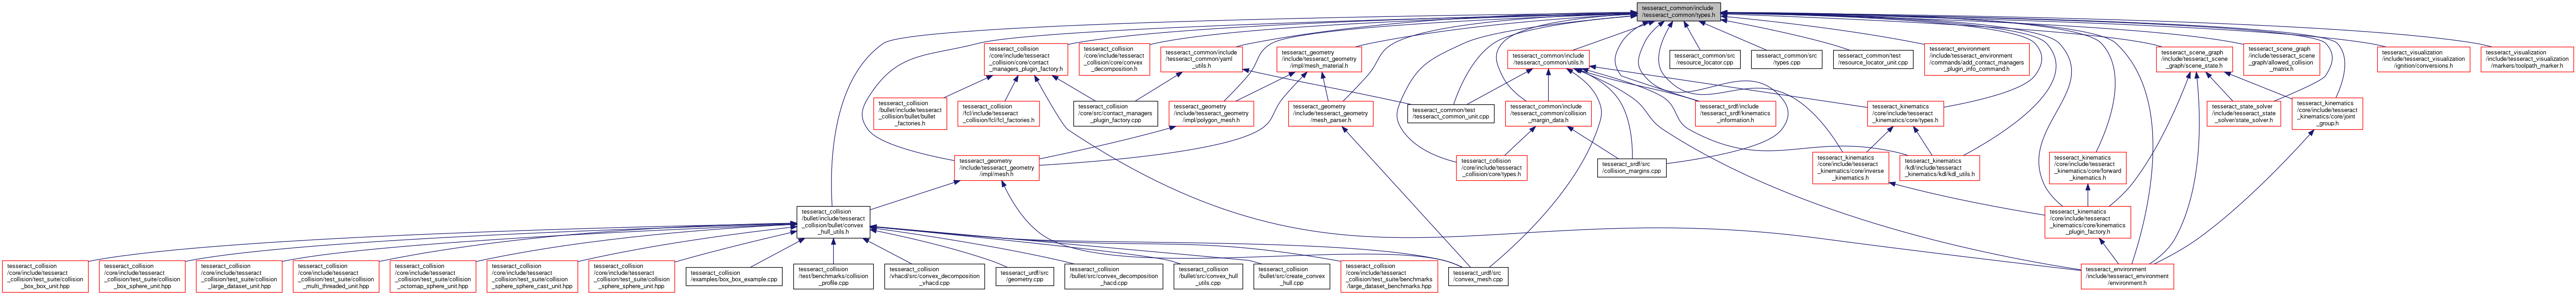 tesseract_common/include
/tesseract_common/types.h
tesseract_collision
/core/include/tesseract
_collision/core/contact
_managers_plugin_factory.h
tesseract_collision
/core/include/tesseract
_collision/core/convex
_decomposition.h
tesseract_common/include
/tesseract_common/yaml
_utils.h
tesseract_geometry
/include/tesseract_geometry
/impl/mesh_material.h
tesseract_common/include
/tesseract_common/utils.h
tesseract_common/src
/resource_locator.cpp
tesseract_common/src
/types.cpp
tesseract_common/test
/resource_locator_unit.cpp
tesseract_environment
/include/tesseract_environment
/commands/add_contact_managers
_plugin_info_command.h
tesseract_scene_graph
/include/tesseract_scene
_graph/scene_state.h
tesseract_scene_graph
/include/tesseract_scene
_graph/allowed_collision
_matrix.h
tesseract_visualization
/include/tesseract_visualization
/ignition/conversions.h
tesseract_visualization
/include/tesseract_visualization
/markers/toolpath_marker.h
tesseract_collision
/bullet/include/tesseract
_collision/bullet/bullet
_factories.h
tesseract_collision
/fcl/include/tesseract
_collision/fcl/fcl_factories.h
tesseract_collision
/core/src/contact_managers
_plugin_factory.cpp
tesseract_geometry
/include/tesseract_geometry
/impl/polygon_mesh.h
tesseract_geometry
/include/tesseract_geometry
/mesh_parser.h
tesseract_common/test
/tesseract_common_unit.cpp
tesseract_common/include
/tesseract_common/collision
_margin_data.h
tesseract_srdf/include
/tesseract_srdf/kinematics
_information.h
tesseract_kinematics
/core/include/tesseract
_kinematics/core/types.h
tesseract_state_solver
/include/tesseract_state
_solver/state_solver.h
tesseract_kinematics
/core/include/tesseract
_kinematics/core/joint
_group.h
tesseract_geometry
/include/tesseract_geometry
/impl/mesh.h
tesseract_collision
/core/include/tesseract
_collision/core/types.h
tesseract_srdf/src
/collision_margins.cpp
tesseract_kinematics
/core/include/tesseract
_kinematics/core/inverse
_kinematics.h
tesseract_kinematics
/kdl/include/tesseract
_kinematics/kdl/kdl_utils.h
tesseract_kinematics
/core/include/tesseract
_kinematics/core/forward
_kinematics.h
tesseract_collision
/bullet/include/tesseract
_collision/bullet/convex
_hull_utils.h
tesseract_kinematics
/core/include/tesseract
_kinematics/core/kinematics
_plugin_factory.h
tesseract_collision
/core/include/tesseract
_collision/test_suite/collision
_box_box_unit.hpp
tesseract_collision
/core/include/tesseract
_collision/test_suite/collision
_box_sphere_unit.hpp
tesseract_collision
/core/include/tesseract
_collision/test_suite/collision
_large_dataset_unit.hpp
tesseract_collision
/core/include/tesseract
_collision/test_suite/collision
_multi_threaded_unit.hpp
tesseract_collision
/core/include/tesseract
_collision/test_suite/collision
_octomap_sphere_unit.hpp
tesseract_collision
/core/include/tesseract
_collision/test_suite/collision
_sphere_sphere_cast_unit.hpp
tesseract_collision
/core/include/tesseract
_collision/test_suite/collision
_sphere_sphere_unit.hpp
tesseract_collision
/examples/box_box_example.cpp
tesseract_collision
/test/benchmarks/collision
_profile.cpp
tesseract_collision
/vhacd/src/convex_decomposition
_vhacd.cpp
tesseract_urdf/src
/geometry.cpp
tesseract_collision
/bullet/src/convex_decomposition
_hacd.cpp
tesseract_collision
/bullet/src/convex_hull
_utils.cpp
tesseract_collision
/bullet/src/create_convex
_hull.cpp
tesseract_collision
/core/include/tesseract
_collision/test_suite/benchmarks
/large_dataset_benchmarks.hpp
tesseract_urdf/src
/convex_mesh.cpp
tesseract_environment
/include/tesseract_environment
/environment.h